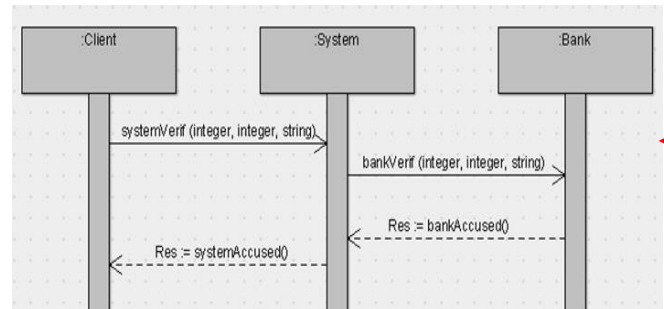 :Client
:System
:Bank
systemVerif (integer, integer, string)
bankVerif (integer, integer, string)
Res := bankAccused()
Res := systemAccused()